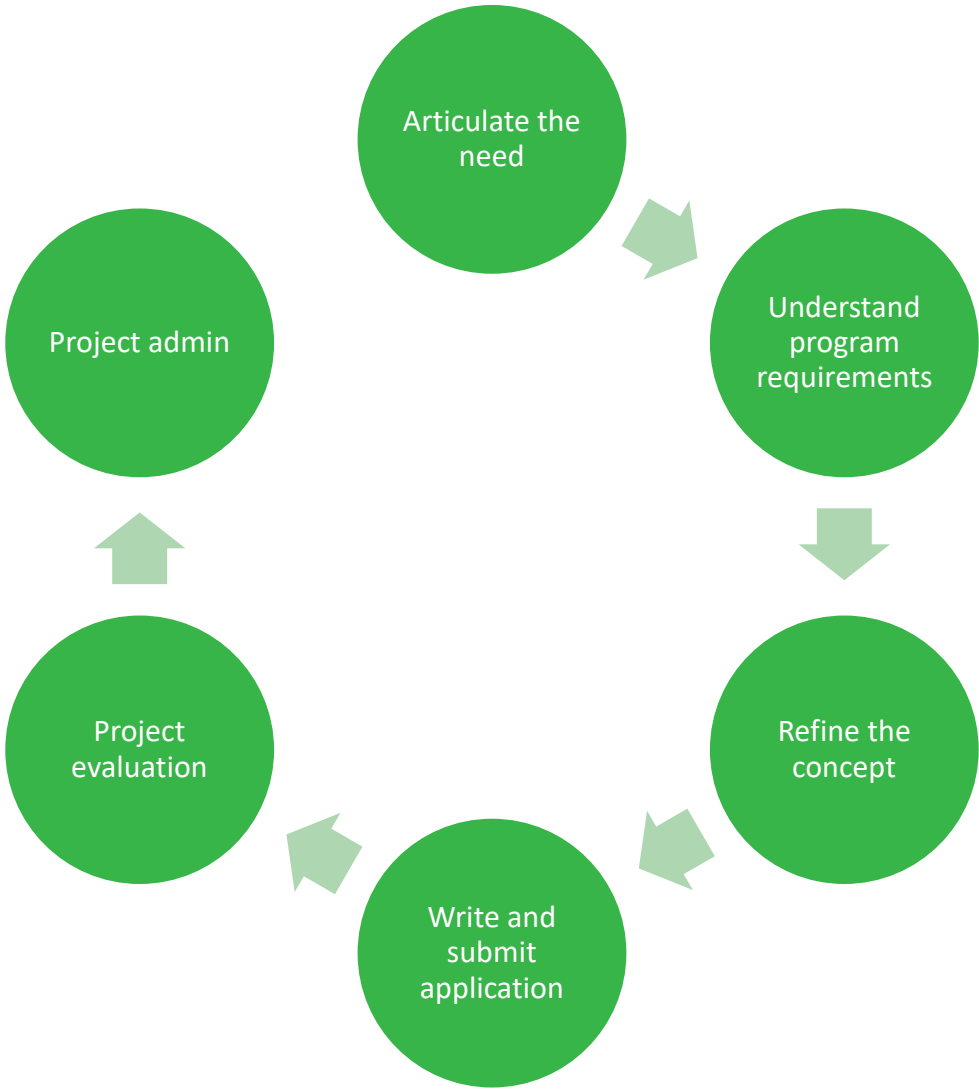 Articulate the
need
Understand
program
requirements
Refine the
concept
Write and
submit
application
Project
evaluation
Project admin